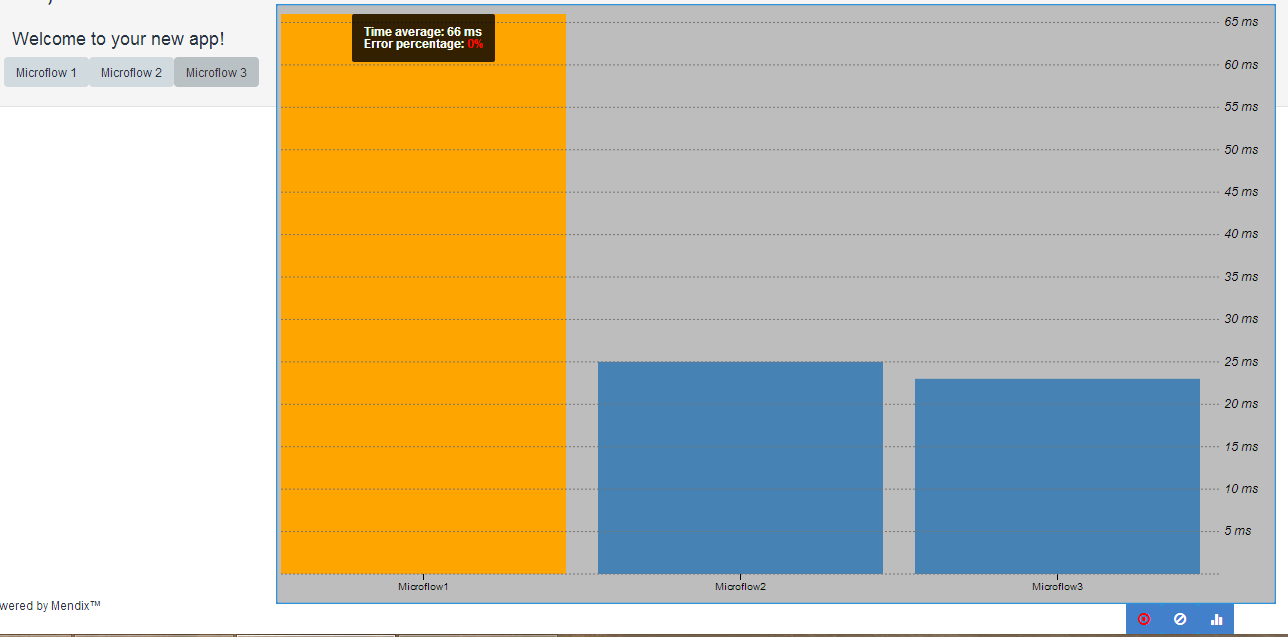 Welcome to your new app!
Microflow 1 Microflow 2 Microflow 3
Time average: 66 ms
Error percentage: 0%
65 ms
60 ms
55 ms
50 ms
45 ms
40 ms
35 ms
30 ms
25 ms
20 ms
15 ms
10 ms
5 ms
Microflow1 Microflow2 Microflow3
wered by Mendix™